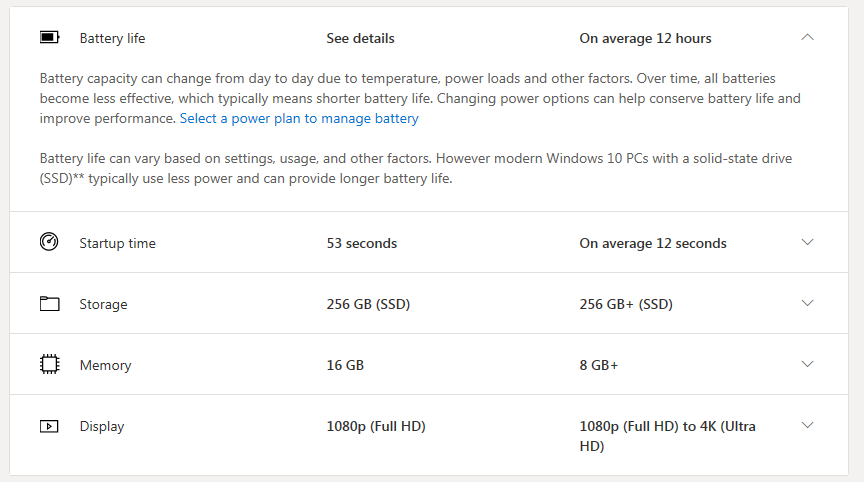 Battery life See details On average 12 hours
Battery capacity can change from day to day due to temperature, power loads and other factors. Over time, all batteries
become less effective, which typically means shorter battery life. Changing power options can help conserve battery life and
improve performance. Select a power plan to manage battery
Battery life can vary based on settings, usage, and other factors. However modern Windows 10 PCs with a solid-state drive
(SSD)** typically use less power and can provide longer battery life.
Startup time 53 seconds On average 12 seconds
Storage 256 GB (SSD) 256 GB+ (SSD)
Memory 16 GB 8 GB+
Display 1080p (Full HD) 1080p (Full HD) to 4K (Ultra
HD)